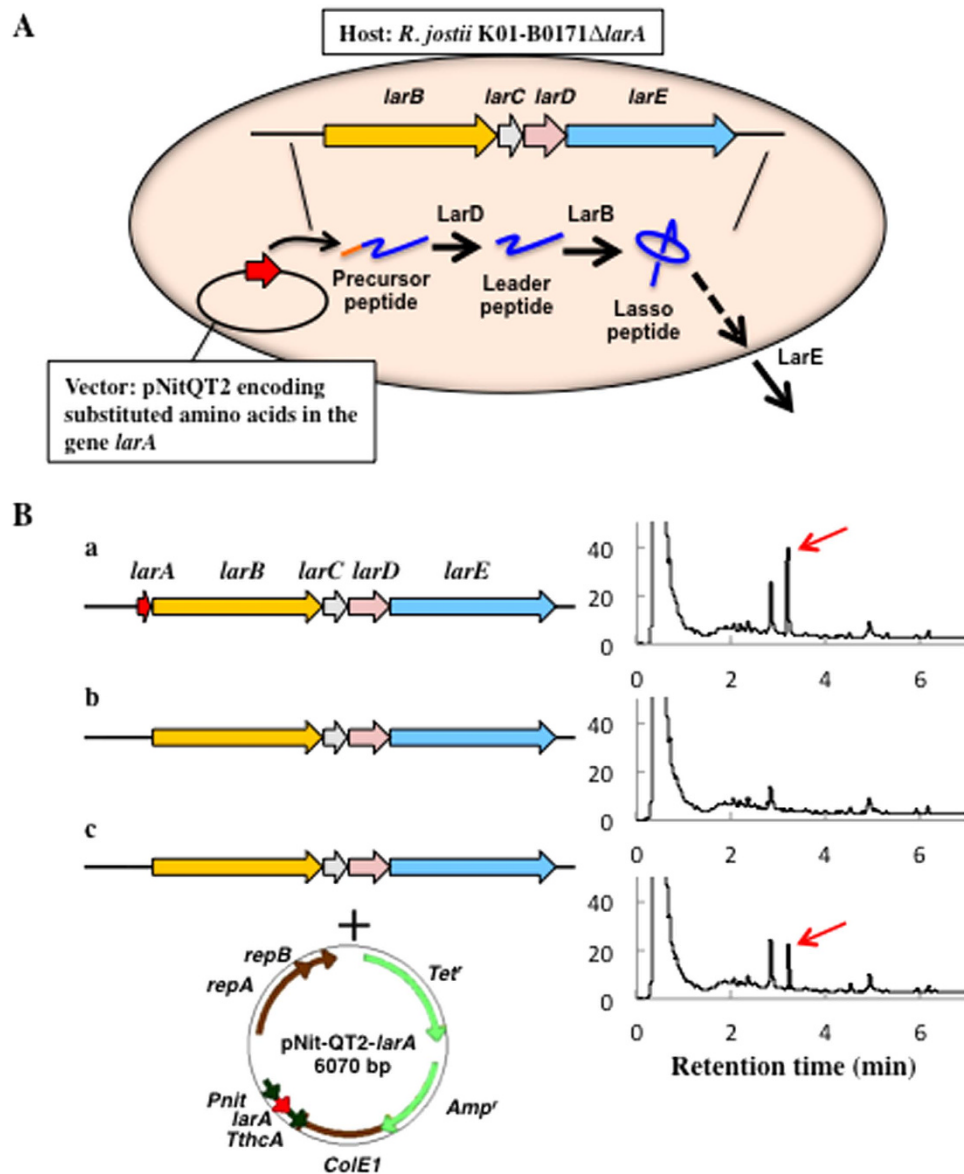 A
Host: R. jostii K01-B0171ΔlarA
larB larC larD larE
LarD LarB
Precursor
peptide
Leader
peptide
Lasso
peptide
LarE
Vector: pNitQT2 encoding
substituted amino acids in the
gene larA
B
a
larA larB larC larD larE
40
20
0
0 2 4 6
b
40
20
0
0 2 4 6
c
40
20
0
0 2 4 6
Retention time (min)
+
repB
repA
Tetr
pNit-QT2-larA
6070 bp
Pnit
larA
TthcA
Ampr
ColE1